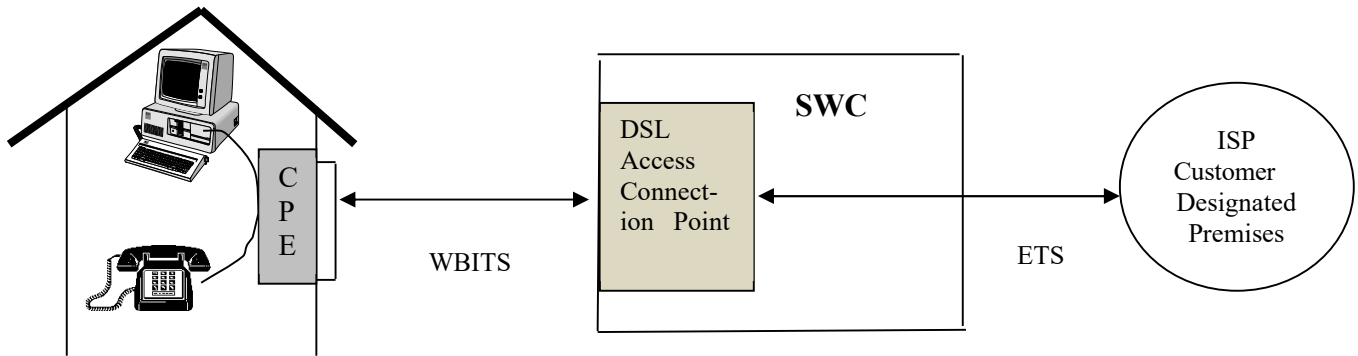 C
P
E
WBITS
DSL
Access
Connect-
ion Point
SWC
ETS
ISP
Customer
Designated
Premises